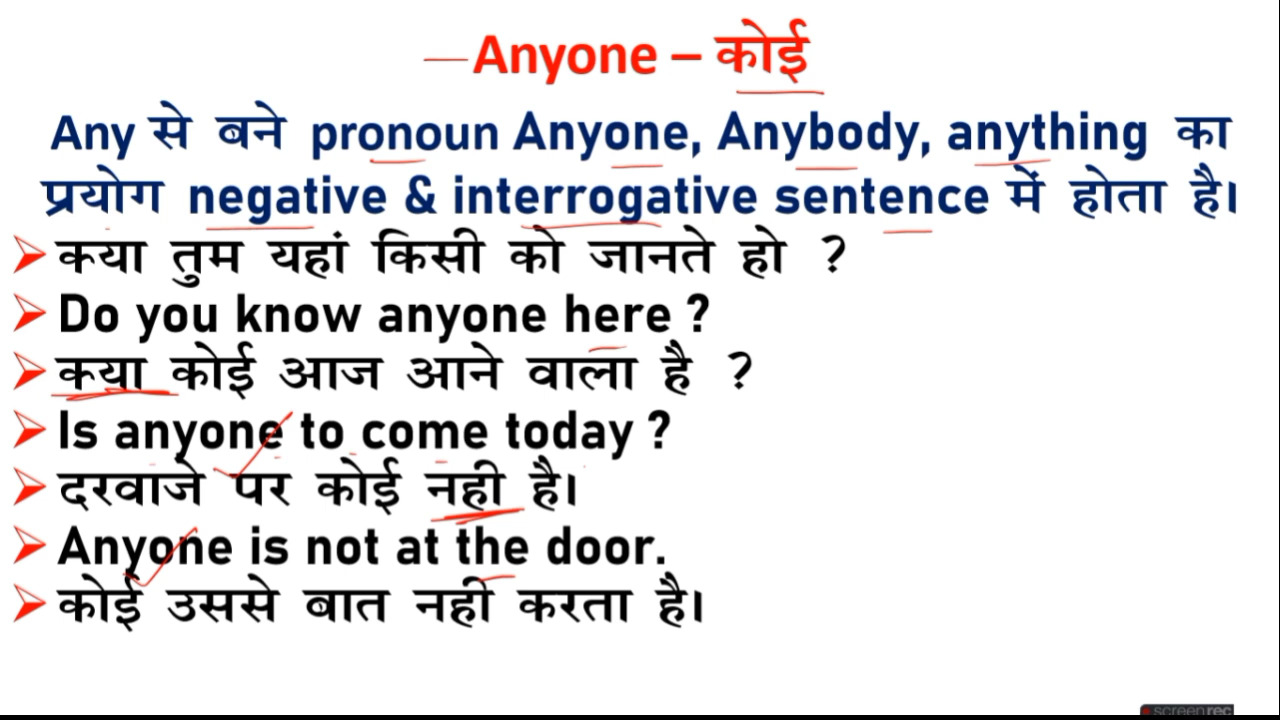 Anyone – कोई
Any से बने pronoun Anyone, Anybody, anything का
प्रयोग negative & interrogative sentence में होता है।
क्या तुम यहां किसी को जानते हो ?
Do you know anyone here ?
क्या कोई आज आने वाला है ?
Is anyone to come today ?
दरवाजे पर कोई नही है।
Anyone is not at the door.
कोई उससे बात नहीं करता है।
screenrec